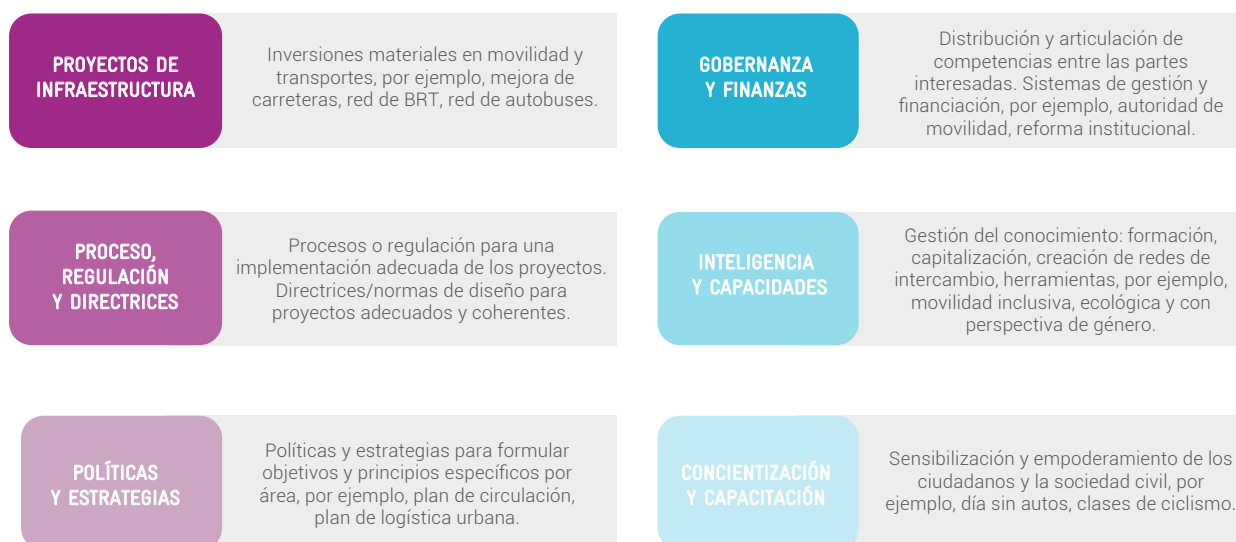 PROYECTOS DE
INFRAESTRUCTURA
Inversiones materiales en movilidad y
transportes, por ejemplo, mejora de
carreteras, red de BRT, red de autobuses.
GOBERNANZA
Y FINANZAS
Distribución y articulación de
competencias entre las partes
interesadas. Sistemas de gestión y
financiación, por ejemplo, autoridad de
movilidad, reforma institucional.
PROCESO,
REGULACIÓN
Y DIRECTRICES
Procesos o regulación para una
implementación adecuada de los proyectos.
Directrices/normas de diseño para
proyectos adecuados y coherentes.
INTELIGENCIA
Y CAPACIDADES
Gestión del conocimiento: formación,
capitalización, creación de redes de
intercambio, herramientas, por ejemplo,
movilidad inclusiva, ecológica y con
perspectiva de género.
POLÍTICAS
Y ESTRATEGIAS
Políticas y estrategias para formular
objetivos y principios específicos por
área, por ejemplo, plan de circulación,
plan de logística urbana.
CONCIENTIZACIÓN
Y CAPACITACIÓN
Sensibilización y empoderamiento de los
ciudadanos y la sociedad civil, por
ejemplo, día sin autos, clases de ciclismo.